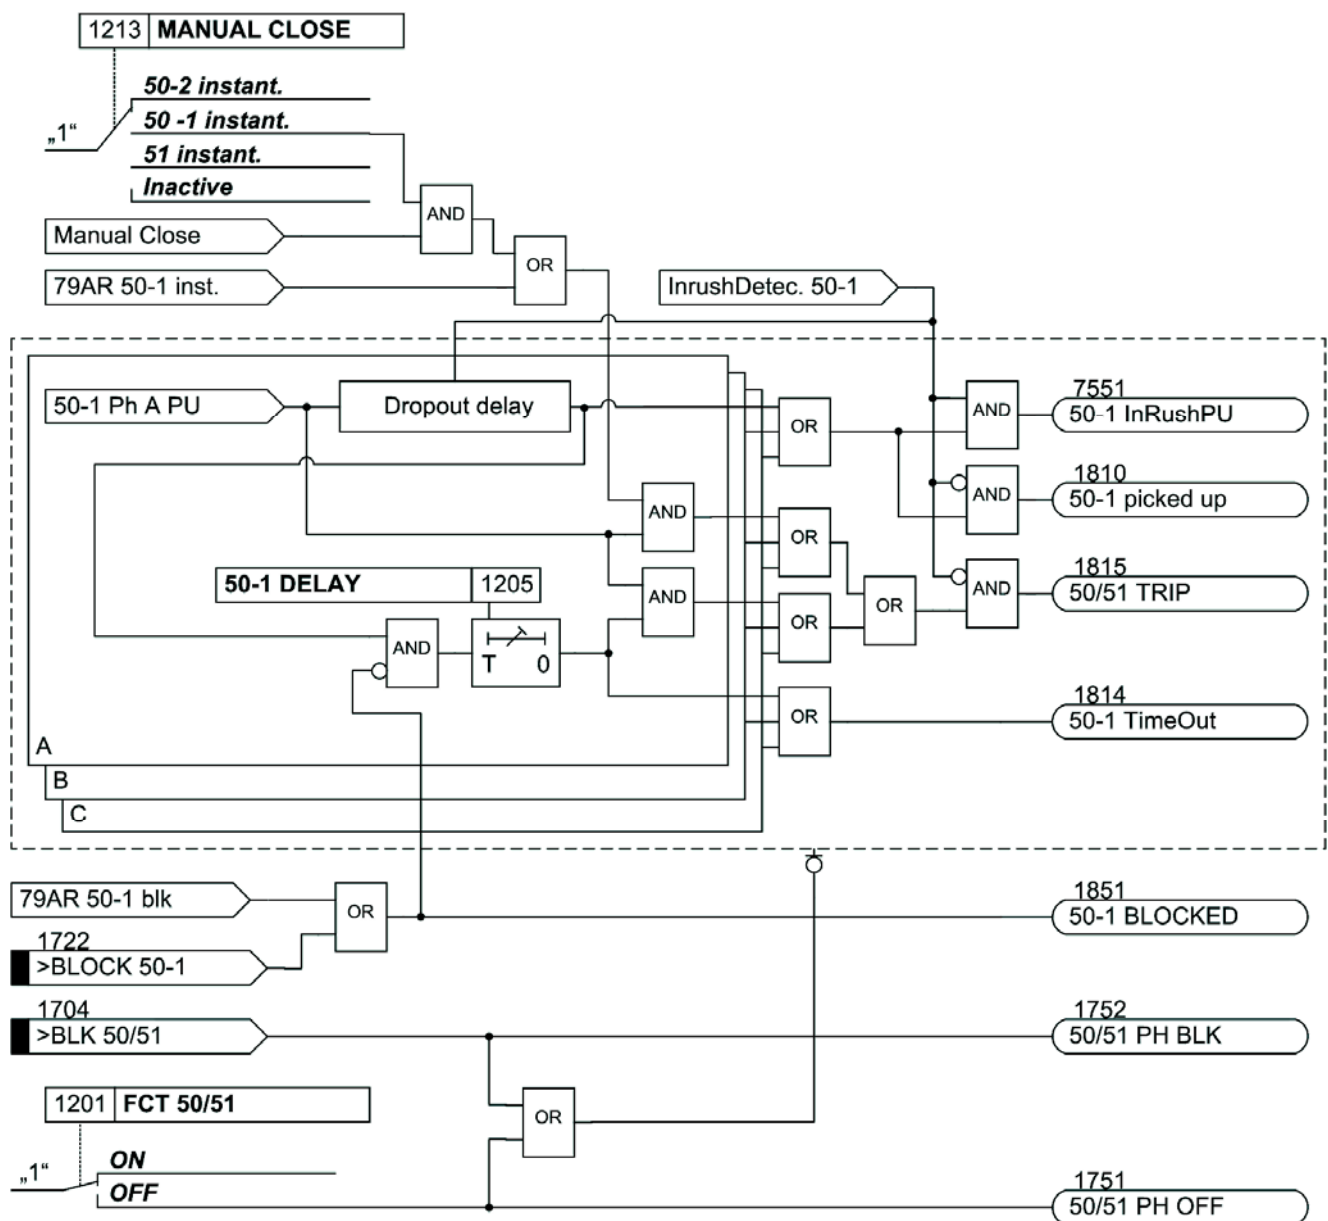 1213 MANUAL CLOSE
50-2 instant.
„1“
50 -1 instant.
51 instant.
Inactive
AND
Manual Close
OR
79AR 50-1 inst.
InrushDetec. 50-1
50-1 Ph A PU
Dropout delay
OR
AND
7551
50-1 InRushPU
AND
1810
50-1 picked up
AND
OR
50-1 DELAY 1205
AND
OR
OR
AND
1815
50/51 TRIP
AND
T 0
OR
1814
50-1 TimeOut
A
B
C
79AR 50-1 blk
OR
1851
50-1 BLOCKED
1722
>BLOCK 50-1
1704
>BLK 50/51
1752
50/51 PH BLK
1201 FCT 50/51
OR
„1“
ON
OFF
1751
50/51 PH OFF